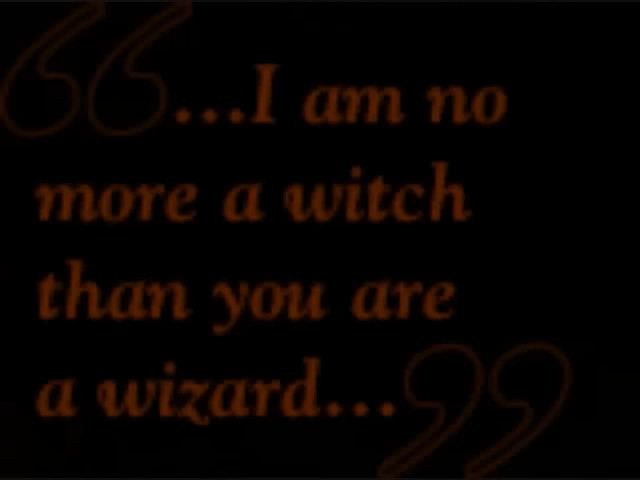 “…I am no
more a witch
than you are
a wizard…”